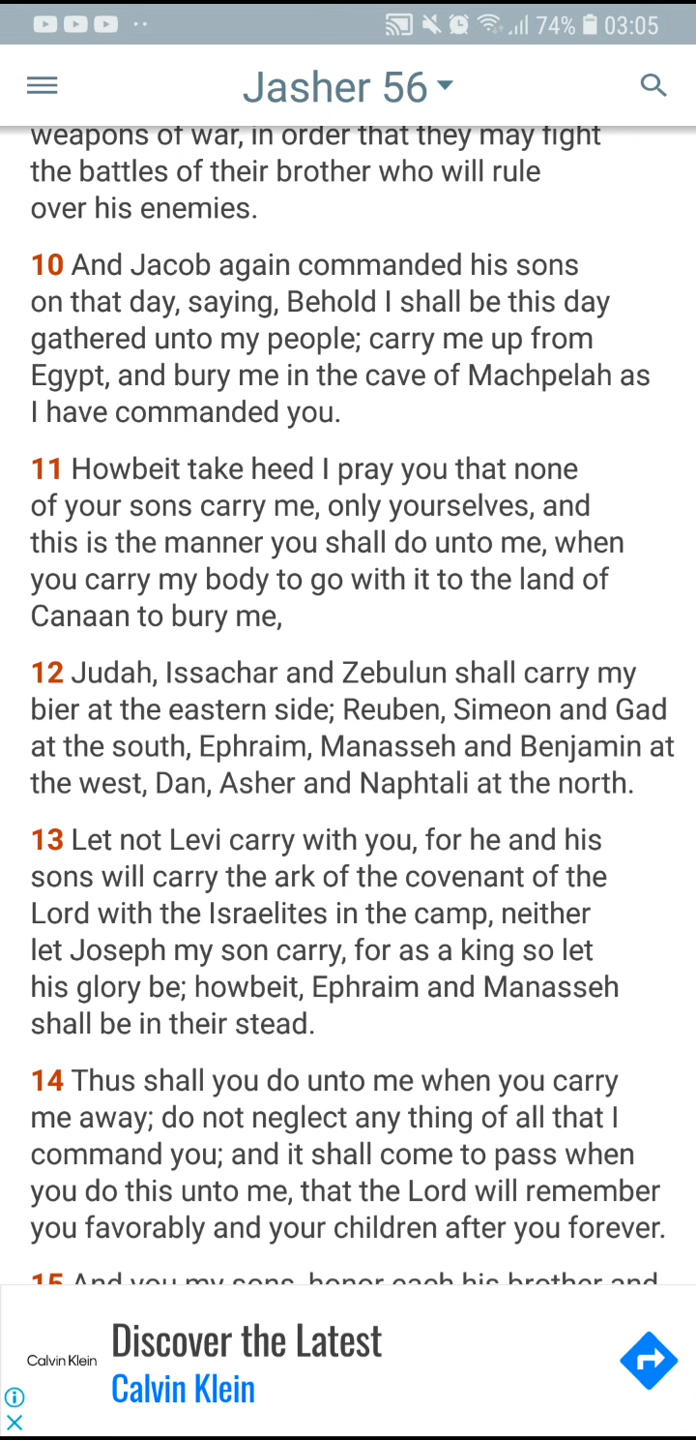 74% 03:05
Jasher 56
weapons of war, in order that they may fight
the battles of their brother who will rule
over his enemies.
10 And Jacob again commanded his sons
on that day, saying, Behold I shall be this day
gathered unto my people; carry me up from
Egypt, and bury me in the cave of Machpelah as
I have commanded you.
11 Howbeit take heed I pray you that none
of your sons carry me, only yourselves, and
this is the manner you shall do unto me, when
you carry my body to go with it to the land of
Canaan to bury me,
12 Judah, Issachar and Zebulun shall carry my
bier at the eastern side; Reuben, Simeon and Gad
at the south, Ephraim, Manasseh and Benjamin at
the west, Dan, Asher and Naphtali at the north.
13 Let not Levi carry with you, for he and his
sons will carry the ark of the covenant of the
Lord with the Israelites in the camp, neither
let Joseph my son carry, for as a king so let
his glory be; howbeit, Ephraim and Manasseh
shall be in their stead.
14 Thus shall you do unto me when you carry
me away; do not neglect any thing of all that I
command you; and it shall come to pass when
you do this unto me, that the Lord will remember
you favorably and your children after you forever.
15 And you my sons, honor each his brother and
Discover the Latest
Calvin Klein
Calvin Klein